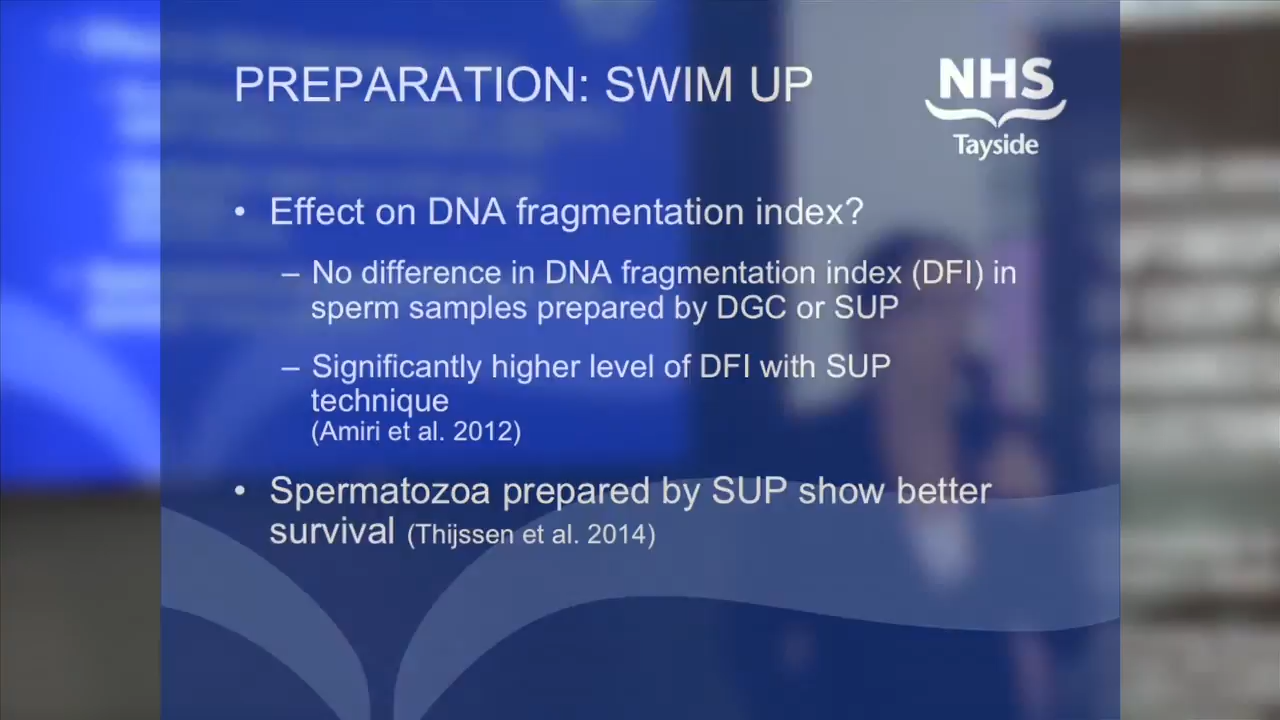 PREPARATION: SWIM UP
NHS
Tayside
• Effect on DNA fragmentation index?
– No difference in DNA fragmentation index (DFI) in
sperm samples prepared by DGC or SUP
– Significantly higher level of DFI with SUP
technique
(Amiri et al. 2012)
• Spermatozoa prepared by SUP show better
survival (Thijssen et al. 2014)